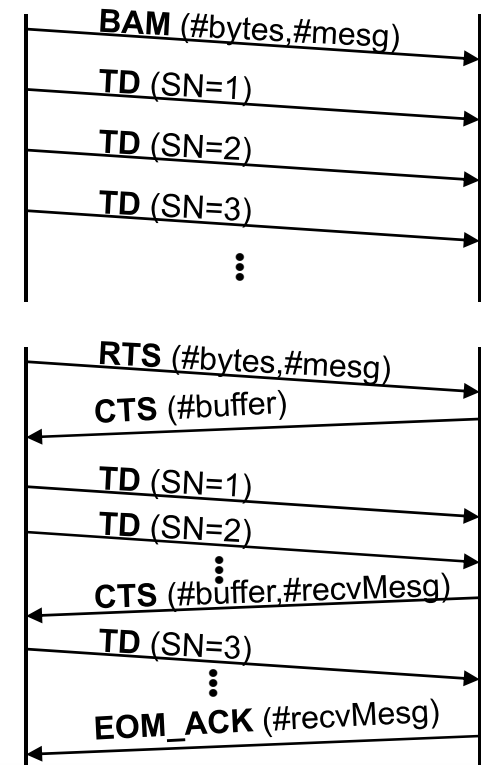 BAM (#bytes,#mesg)
TD (SN=1)
TD (SN=2)
TD (SN=3)
RTS (#bytes,#mesg)
CTS (#buffer)
TD (SN=1)
TD (SN=2)
CTS (#buffer,#recvMesg)
TD (SN=3)
EOM_ACK (#recvMesg)